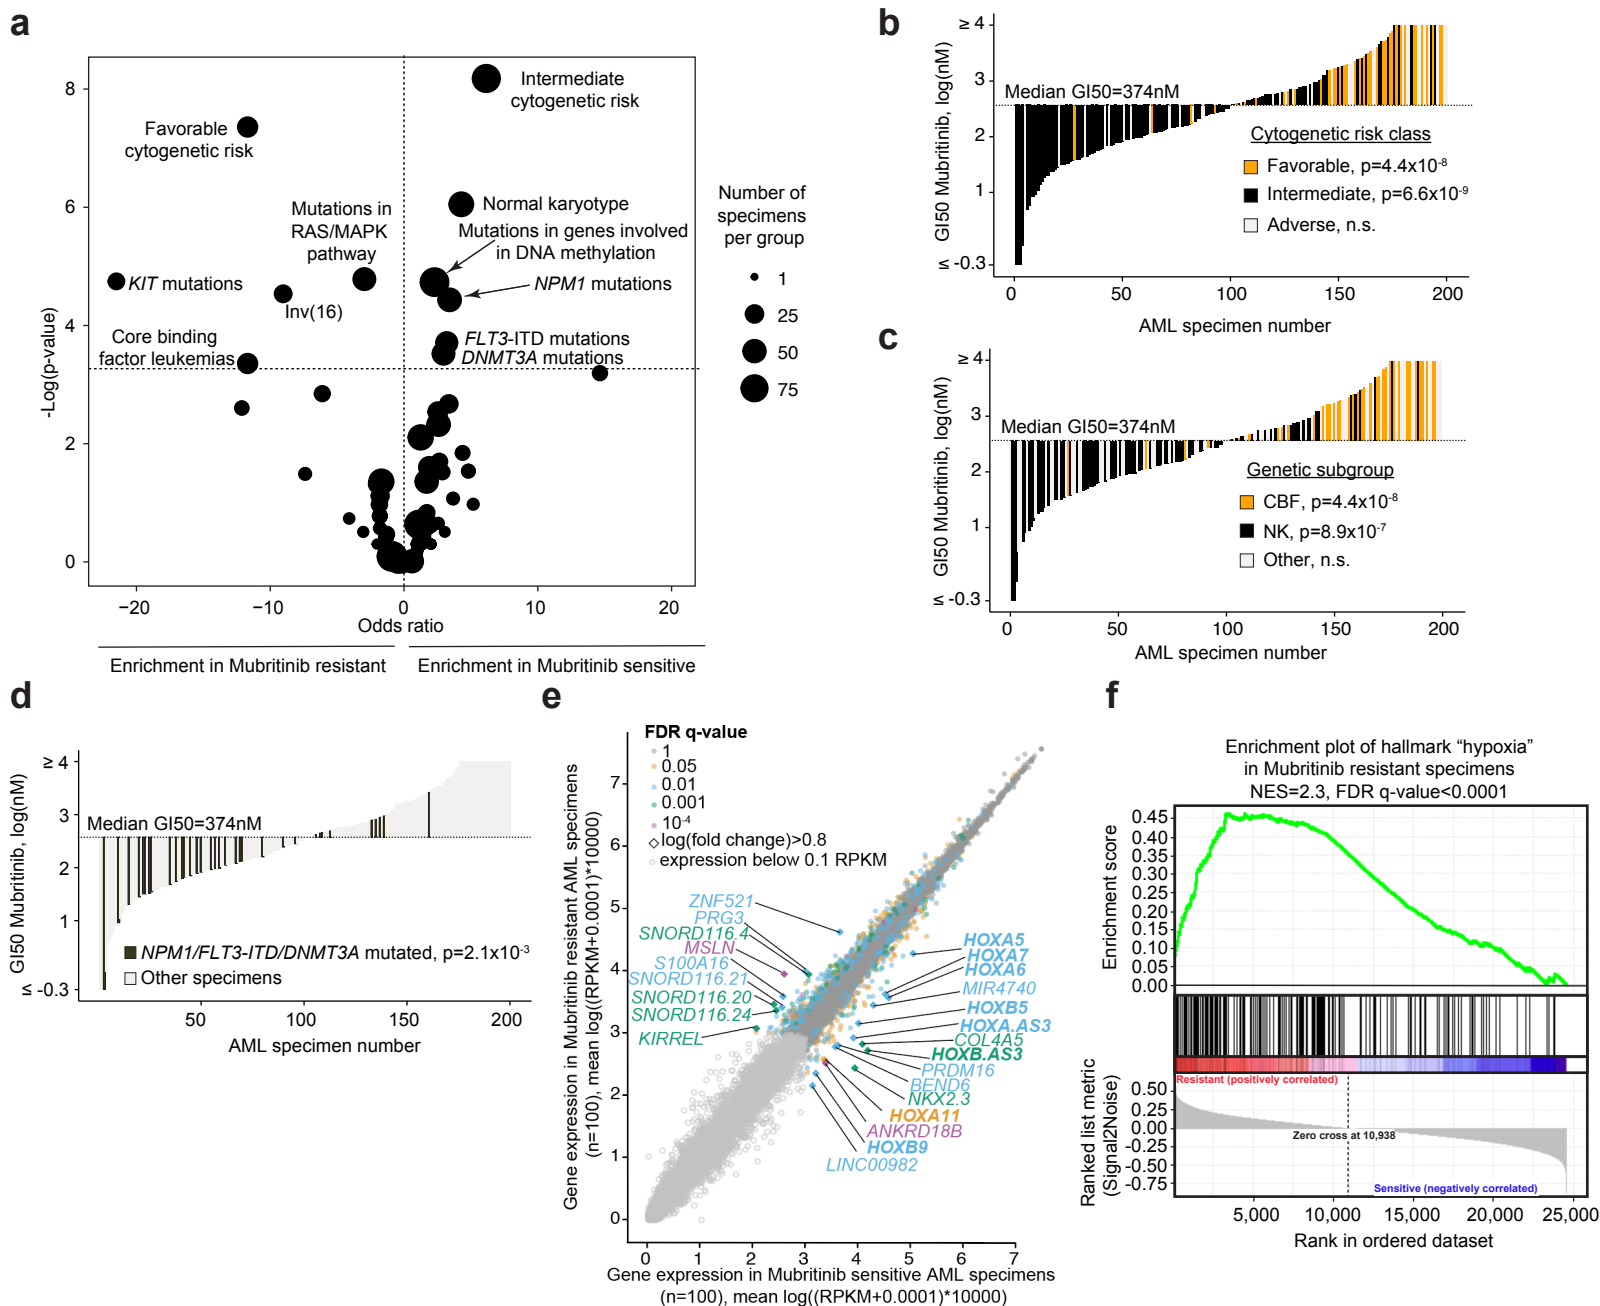 a
-Log(p-value)
8
6
4
2
0
−20
−10
0
10
20
Odds ratio
Enrichment in Mubritinib resistant
Enrichment in Mubritinib sensitive
Intermediate
cytogenetic risk
Favorable
cytogenetic risk
Normal karyotype
Mutations in
RAS/MAPK
pathway
Mutations in genes involved
in DNA methylation
KIT mutations
Inv(16)
NPM1 mutations
Core binding
factor leukemias
FLT3-ITD mutations
DNMT3A mutations
Number of
specimens
per group
1
25
50
75
b
GI50 Mubritinib, log(nM)
≥ 4
3
2
1
≤ -0.3
Median GI50=374nM
Cytogenetic risk class
Favorable, p=4.4x10⁻⁸
Intermediate, p=6.6x10⁻⁹
Adverse, n.s.
0
50
100
150
200
AML specimen number
c
GI50 Mubritinib, log(nM)
≥ 4
3
2
1
≤ -0.3
Median GI50=374nM
Genetic subgroup
CBF, p=4.4x10⁻⁸
NK, p=8.9x10⁻⁷
Other, n.s.
0
50
100
150
200
AML specimen number
d
GI50 Mubritinib, log(nM)
≥ 4
3
2
1
≤ -0.3
Median GI50=374nM
NPM1/FLT3-ITD/DNMT3A mutated, p=2.1x10⁻³
Other specimens
50
100
150
200
AML specimen number
e
Gene expression in Mubritinib resistant AML specimens
(n=100), mean log((RPKM+0.0001)*10000)
FDR q-value
1
0.05
0.01
0.001
10⁻⁴
log(fold change)>0.8
expression below 0.1 RPKM
7
6
5
4
3
2
1
0
ZNF521
PRG3
SNORD116.4
MSLN
S100A16
SNORD116.21
SNORD116.20
SNORD116.24
KIRREL
HOXA5
HOXA7
HOXA6
MIR4740
HOXB5
HOXA.AS3
COL4A5
HOXB.AS3
PRDM16
BEND6
NKX2.3
HOXA11
ANKRD18B
HOXB9
LINC00982
0
1
2
3
4
5
6
7
Gene expression in Mubritinib sensitive AML specimens
(n=100), mean log((RPKM+0.0001)*10000)
f
Enrichment plot of hallmark “hypoxia”
in Mubritinib resistant specimens
NES=2.3, FDR q-value<0.0001
Enrichment score
0.45
0.40
0.35
0.30
0.25
0.20
0.15
0.10
0.05
0.00
Resistant (positively correlated)
Ranked list metric
(Signal2Noise)
0.50
0.25
0.00
-0.25
-0.50
-0.75
Zero cross at 10,938
Sensitive (negatively correlated)
5,000
10,000
15,000
20,000
25,000
Rank in ordered dataset